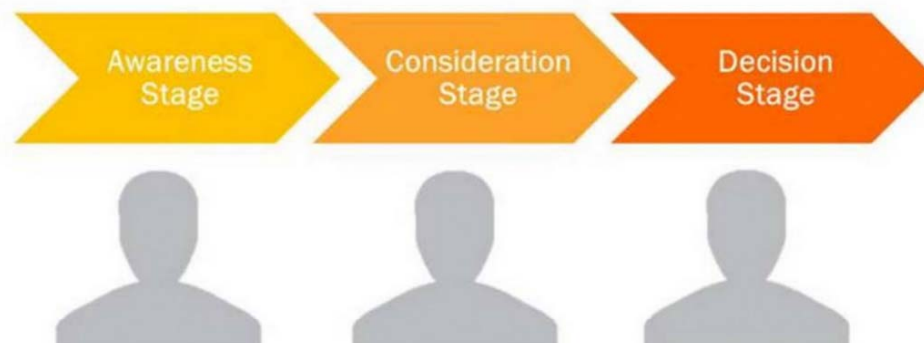 Awareness
Stage
Consideration
Stage
Decision
Stage